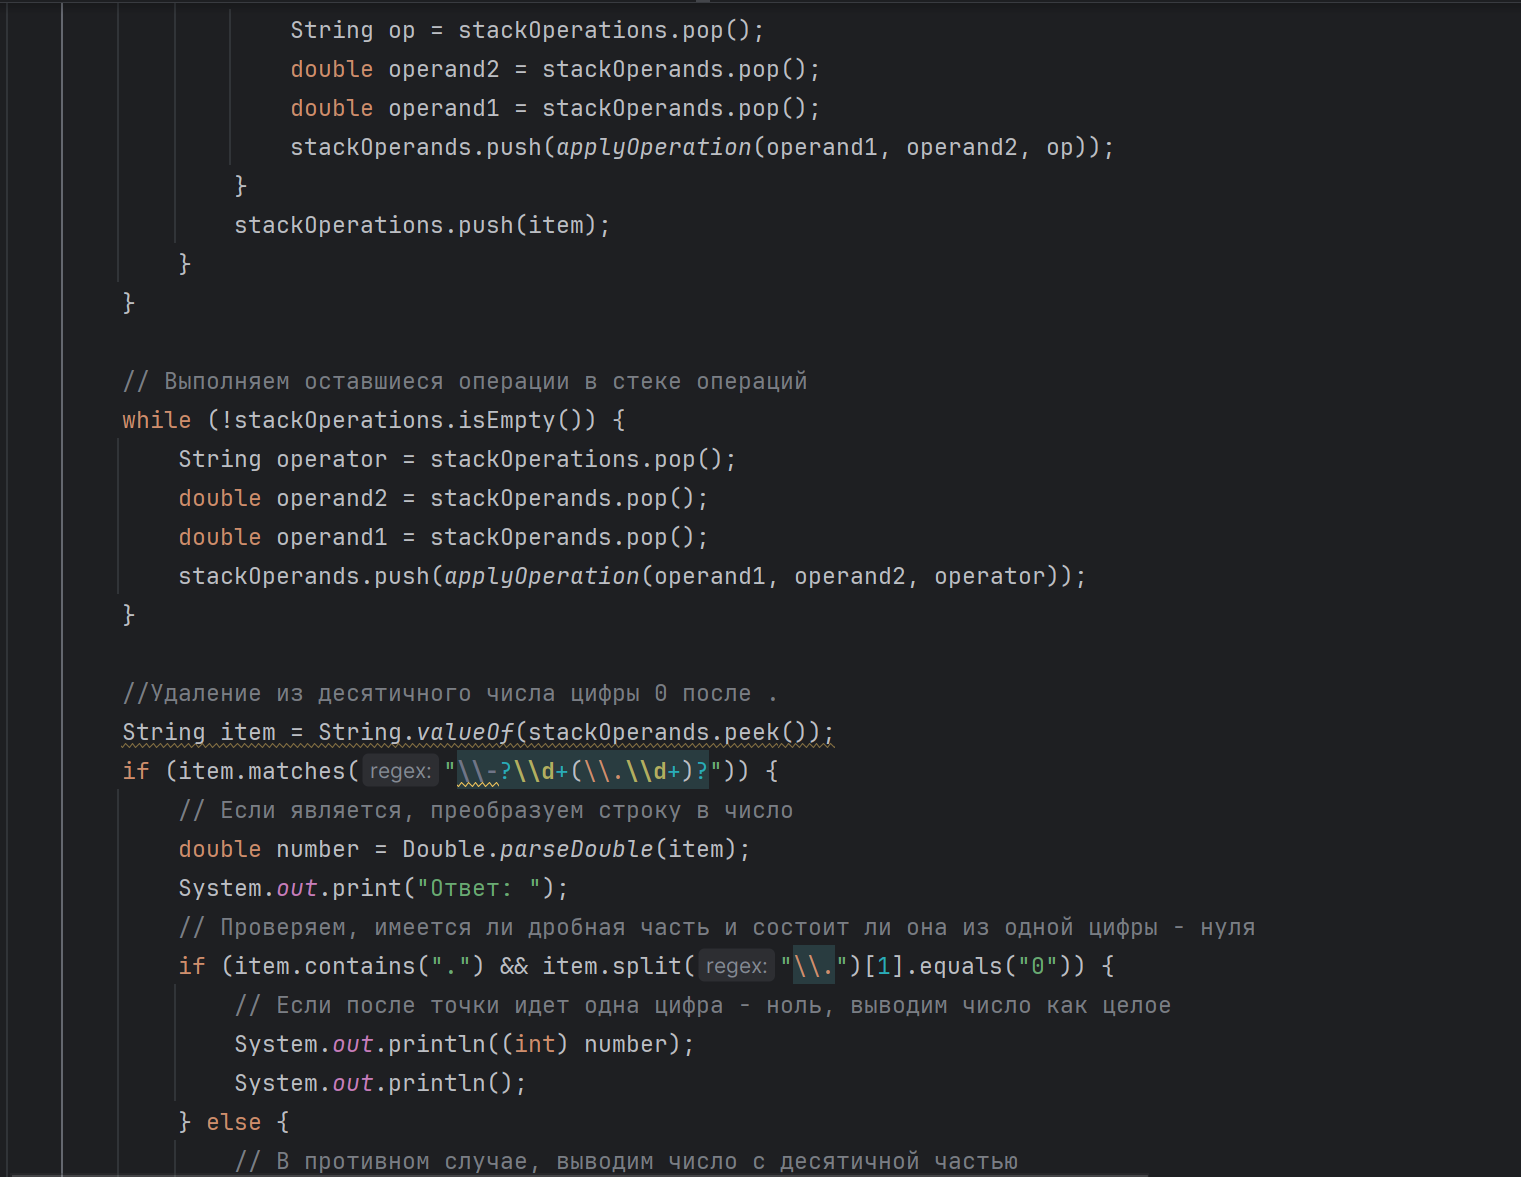 String op = stackOperations.pop();
double operand2 = stackOperands.pop();
double operand1 = stackOperands.pop();
stackOperands.push(applyOperation(operand1, operand2, op));
}
stackOperations.push(item);
}
}
// Выполняем оставшиеся операции в стеке операций
while (!stackOperations.isEmpty()) {
String operator = stackOperations.pop();
double operand2 = stackOperands.pop();
double operand1 = stackOperands.pop();
stackOperands.push(applyOperation(operand1, operand2, operator));
}
//Удаление из десятичного числа цифры 0 после .
String item = String.valueOf(stackOperands.peek());
if (item.matches( regex: "\\-?\\d+(\\.\\d+)?")) {
// Если является, преобразуем строку в число
double number = Double.parseDouble(item);
System.out.print("Ответ: ");
// Проверяем, имеется ли дробная часть и состоит ли она из одной цифры - нуля
if (item.contains(".") && item.split( regex: "\\.")[1].equals("0")) {
// Если после точки идет одна цифра - ноль, выводим число как целое
System.out.println((int) number);
System.out.println();
} else {
// В противном случае, выводим число с десятичной частью